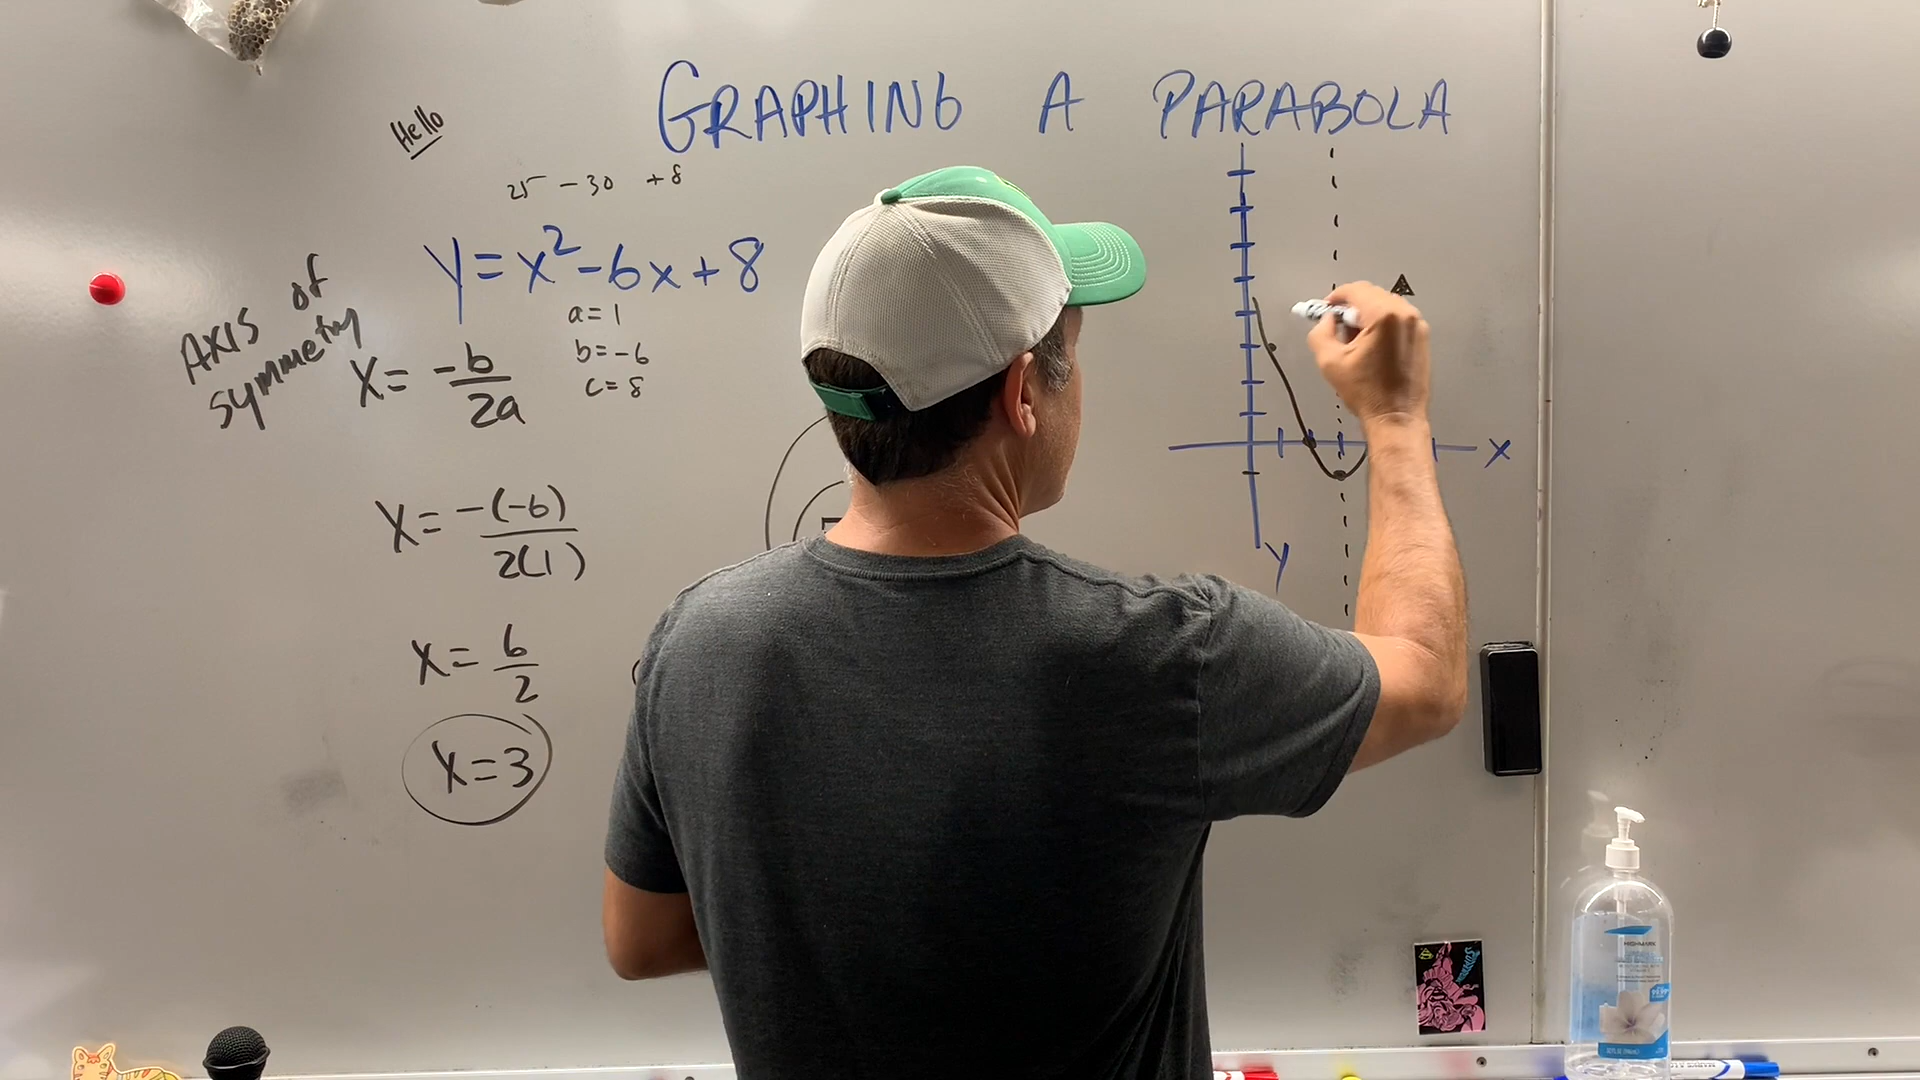 GRAPHING A PARABOLA
Hello
25 - 30 + 8
Y = x² - 6x + 8
a = 1
b = -6
c = 8
AXIS of
symmetry
X = -b / 2a
X = -(-6) / 2(1)
X = 6 / 2
X = 3
X
Y
HIGHMARK